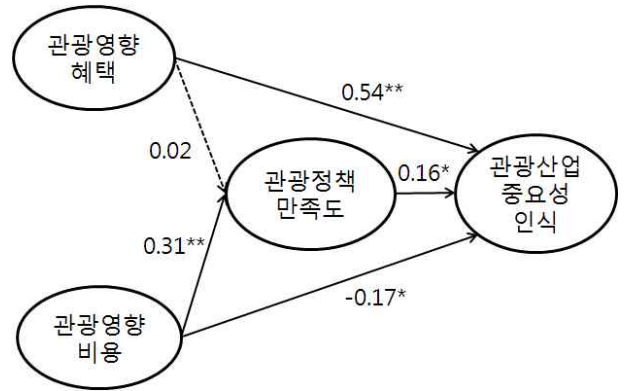 관광영향
혜택
0.54**
0.02
관광정책
만족도
0.16*
관광산업
중요성
인식
0.31**
-0.17*
관광영향
비용